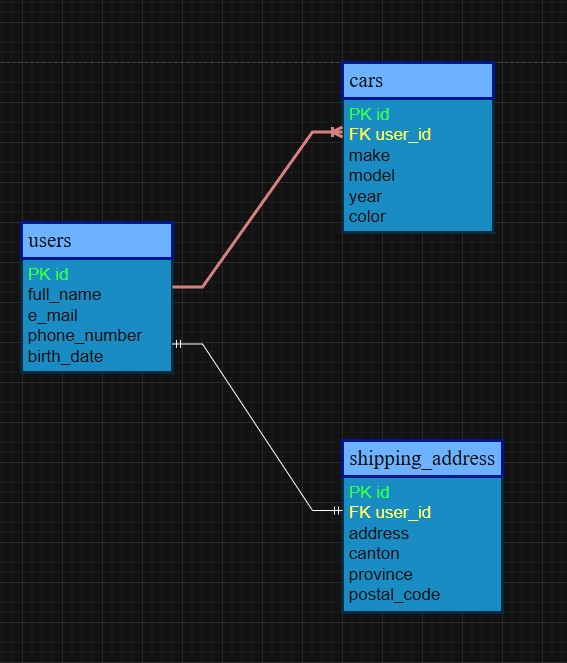 cars
PK id
FK user_id
make
model
year
color
users
PK id
full_name
e_mail
phone_number
birth_date
shipping_address
PK id
FK user_id
address
canton
province
postal_code